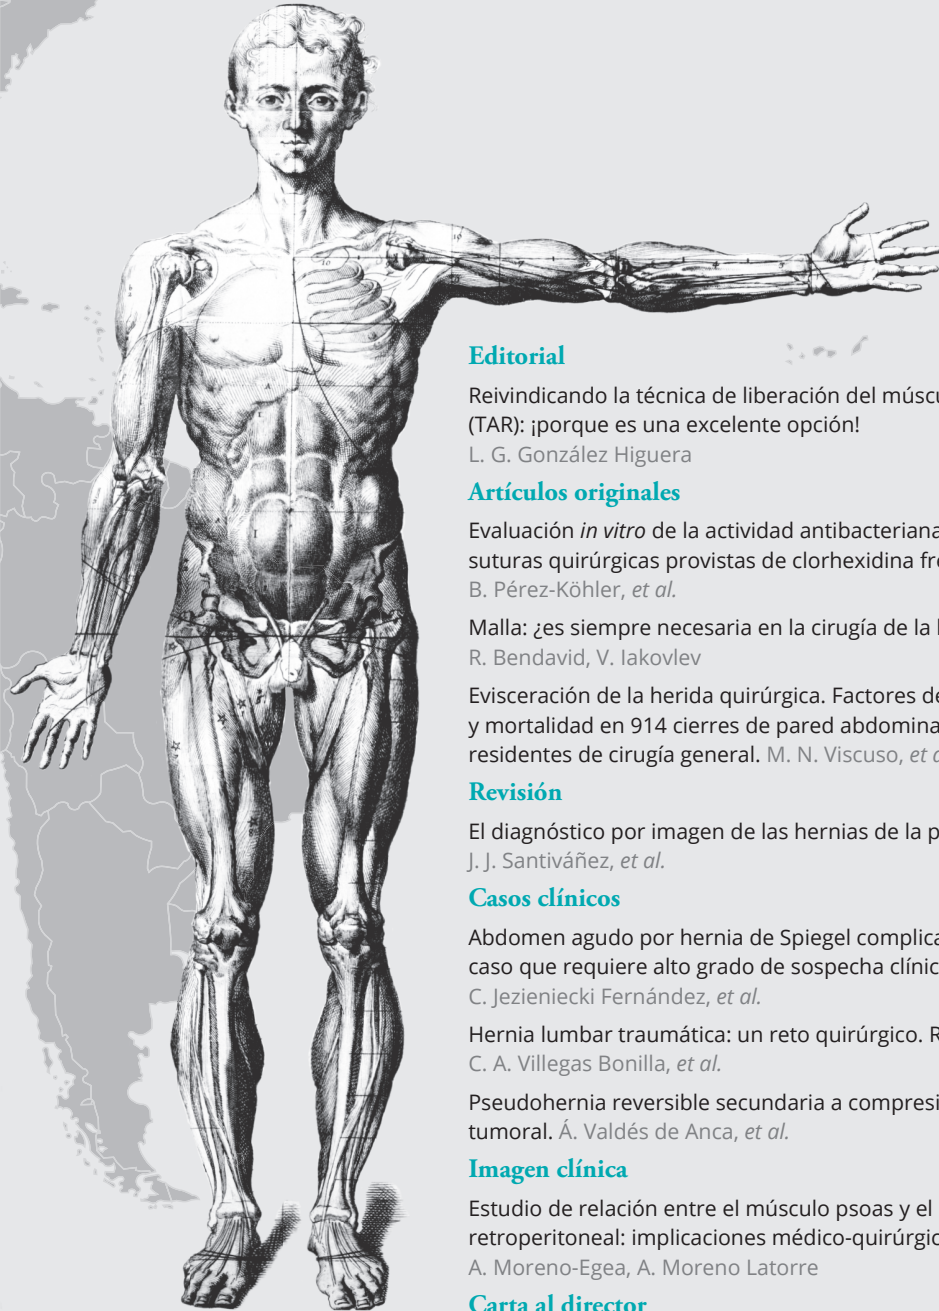 Editorial
Reivindicando la técnica de liberación del múscu
(TAR): ¡porque es una excelente opción!
L. G. González Higuera
Artículos originales
Evaluación in vitro de la actividad antibacteriana
suturas quirúrgicas provistas de clorhexidina fre
B. Pérez-Köhler, et al.
Malla: ¿es siempre necesaria en la cirugía de la
R. Bendavid, V. Iakovlev
Evisceración de la herida quirúrgica. Factores de
y mortalidad en 914 cierres de pared abdomina
residentes de cirugía general. M. N. Viscuso, et a
Revisión
El diagnóstico por imagen de las hernias de la p
J. J. Santiváñez, et al.
Casos clínicos
Abdomen agudo por hernia de Spiegel complica
caso que requiere alto grado de sospecha clínic
C. Jezieniecki Fernández, et al.
Hernia lumbar traumática: un reto quirúrgico. R
C. A. Villegas Bonilla, et al.
Pseudohernia reversible secundaria a compresi
tumoral. Á. Valdés de Anca, et al.
Imagen clínica
Estudio de relación entre el músculo psoas y el
retroperitoneal: implicaciones médico-quirúrgic
A. Moreno-Egea, A. Moreno Latorre
Carta al director